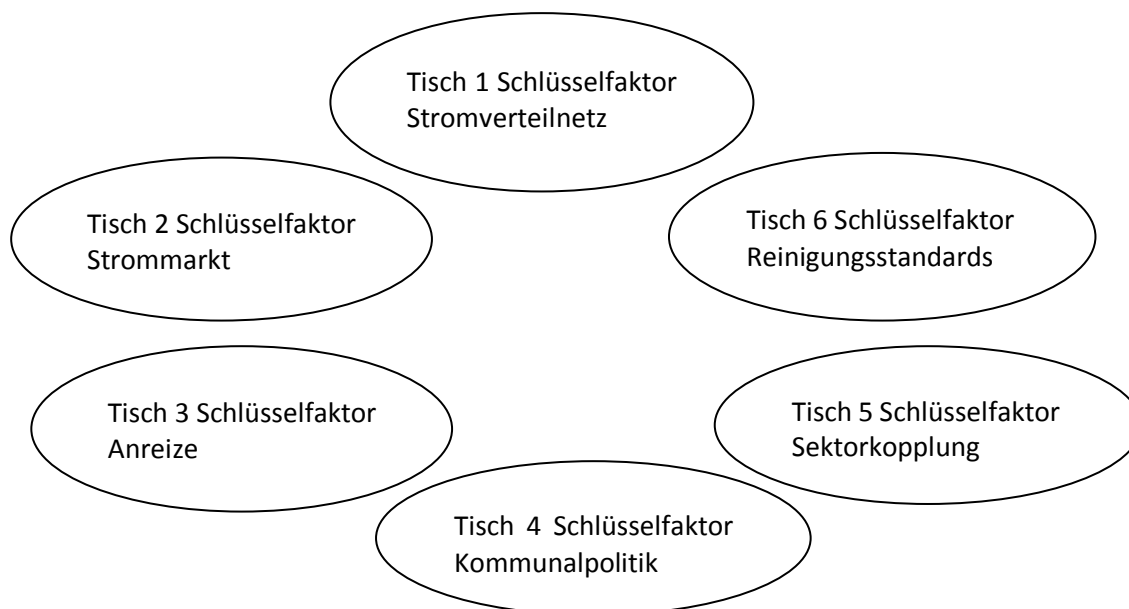 Tisch 1 Schlüsselfaktor
Stromverteilnetz
Tisch 2 Schlüsselfaktor
Strommarkt
Tisch 3 Schlüsselfaktor
Anreize
Tisch 4 Schlüsselfaktor
Kommunalpolitik
Tisch 5 Schlüsselfaktor
Sektorkopplung
Tisch 6 Schlüsselfaktor
Reinigungsstandards